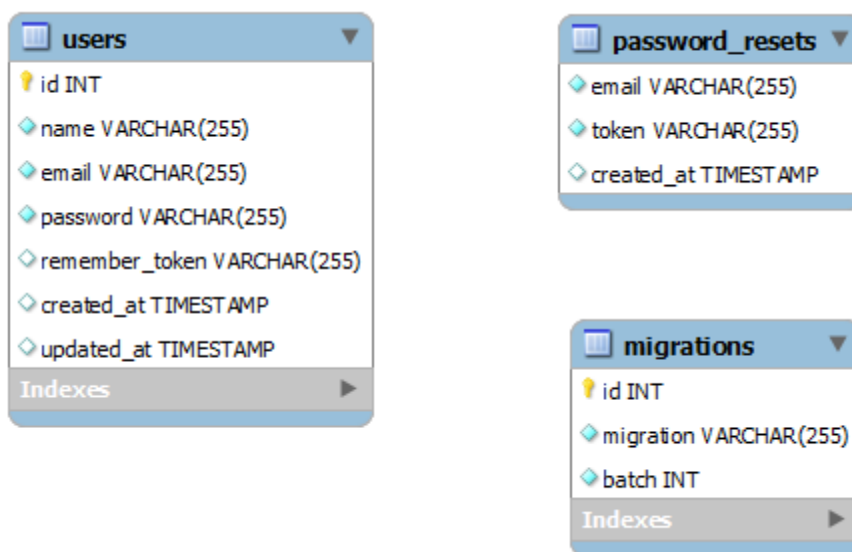 users
id INT
name VARCHAR(255)
email VARCHAR(255)
password VARCHAR(255)
remember_token VARCHAR(255)
created_at TIMESTAMP
updated_at TIMESTAMP
Indexes
password_resets
email VARCHAR(255)
token VARCHAR(255)
created_at TIMESTAMP
migrations
id INT
migration VARCHAR(255)
batch INT
Indexes